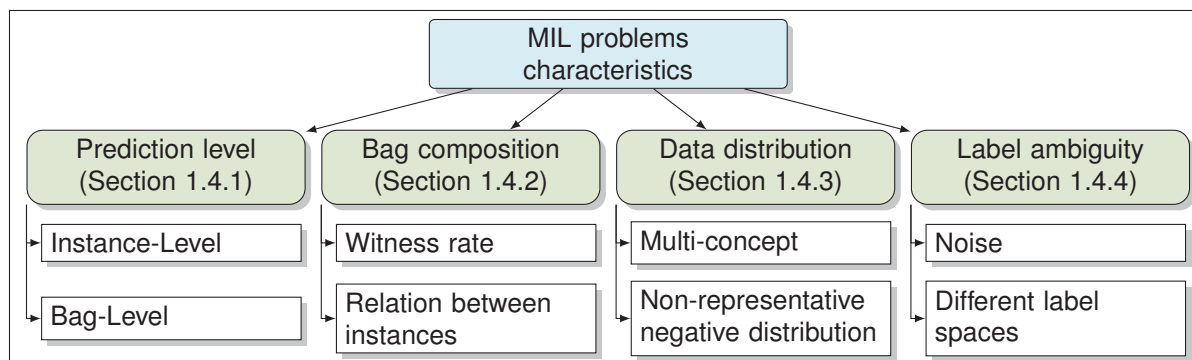 MIL problems
characteristics
Prediction level
(Section 1.4.1)
Instance-Level
Bag-Level
Bag composition
(Section 1.4.2)
Witness rate
Relation between
instances
Data distribution
(Section 1.4.3)
Multi-concept
Non-representative
negative distribution
Label ambiguity
(Section 1.4.4)
Noise
Different label
spaces